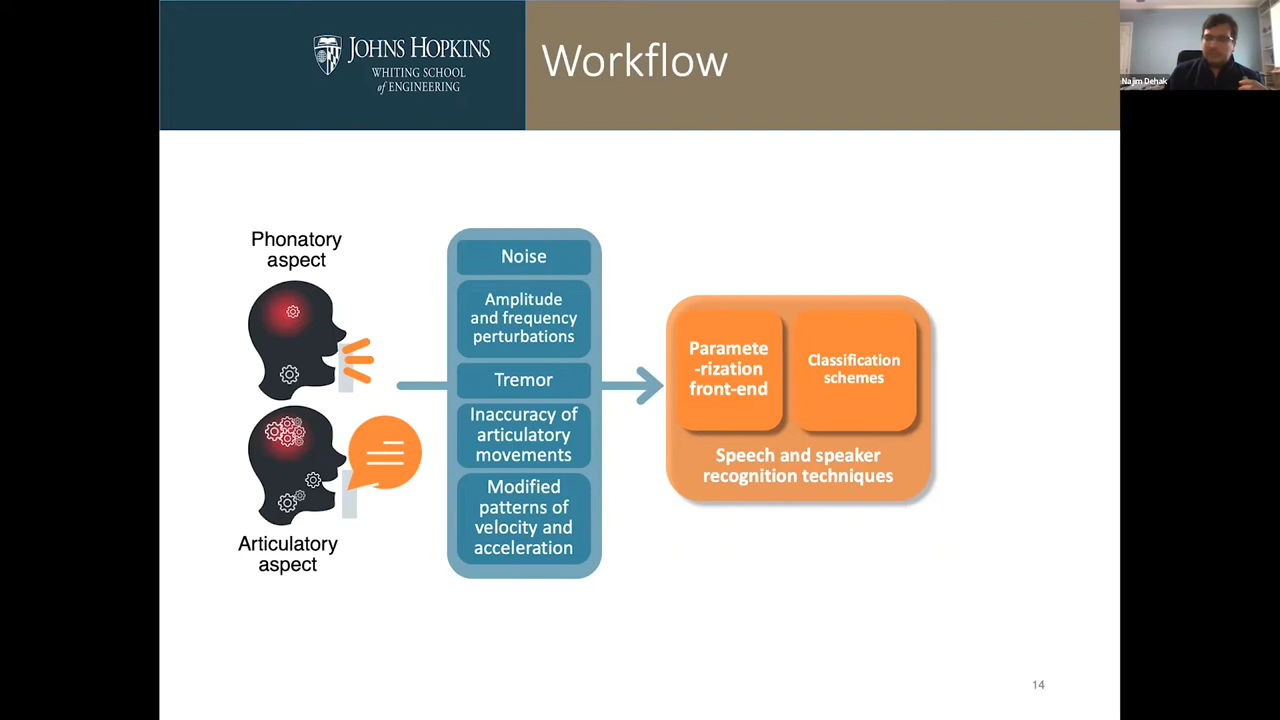 JOHNS HOPKINS
WHITING SCHOOL
of ENGINEERING
Workflow
Najim Dehak
Phonatory
aspect
Articulatory
aspect
Noise
Amplitude
and frequency
perturbations
Tremor
Inaccuracy of
articulatory
movements
Modified
patterns of
velocity and
acceleration
Paramete
-rization
front-end
Classification
schemes
Speech and speaker
recognition techniques
14